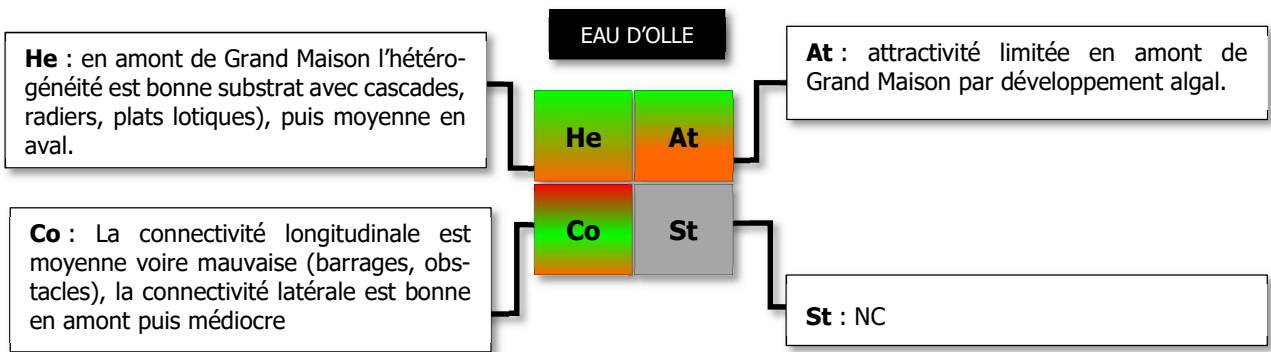 EAU D’OLLE
He : en amont de Grand Maison l’hétéro-
généité est bonne substrat avec cascades,
radiers, plats lotiques), puis moyenne en
aval.
At : attractivité limitée en amont de
Grand Maison par développement algal.
He
At
Co
St
Co : La connectivité longitudinale est
moyenne voire mauvaise (barrages, obs-
tacles), la connectivité latérale est bonne
en amont puis médiocre
St : NC